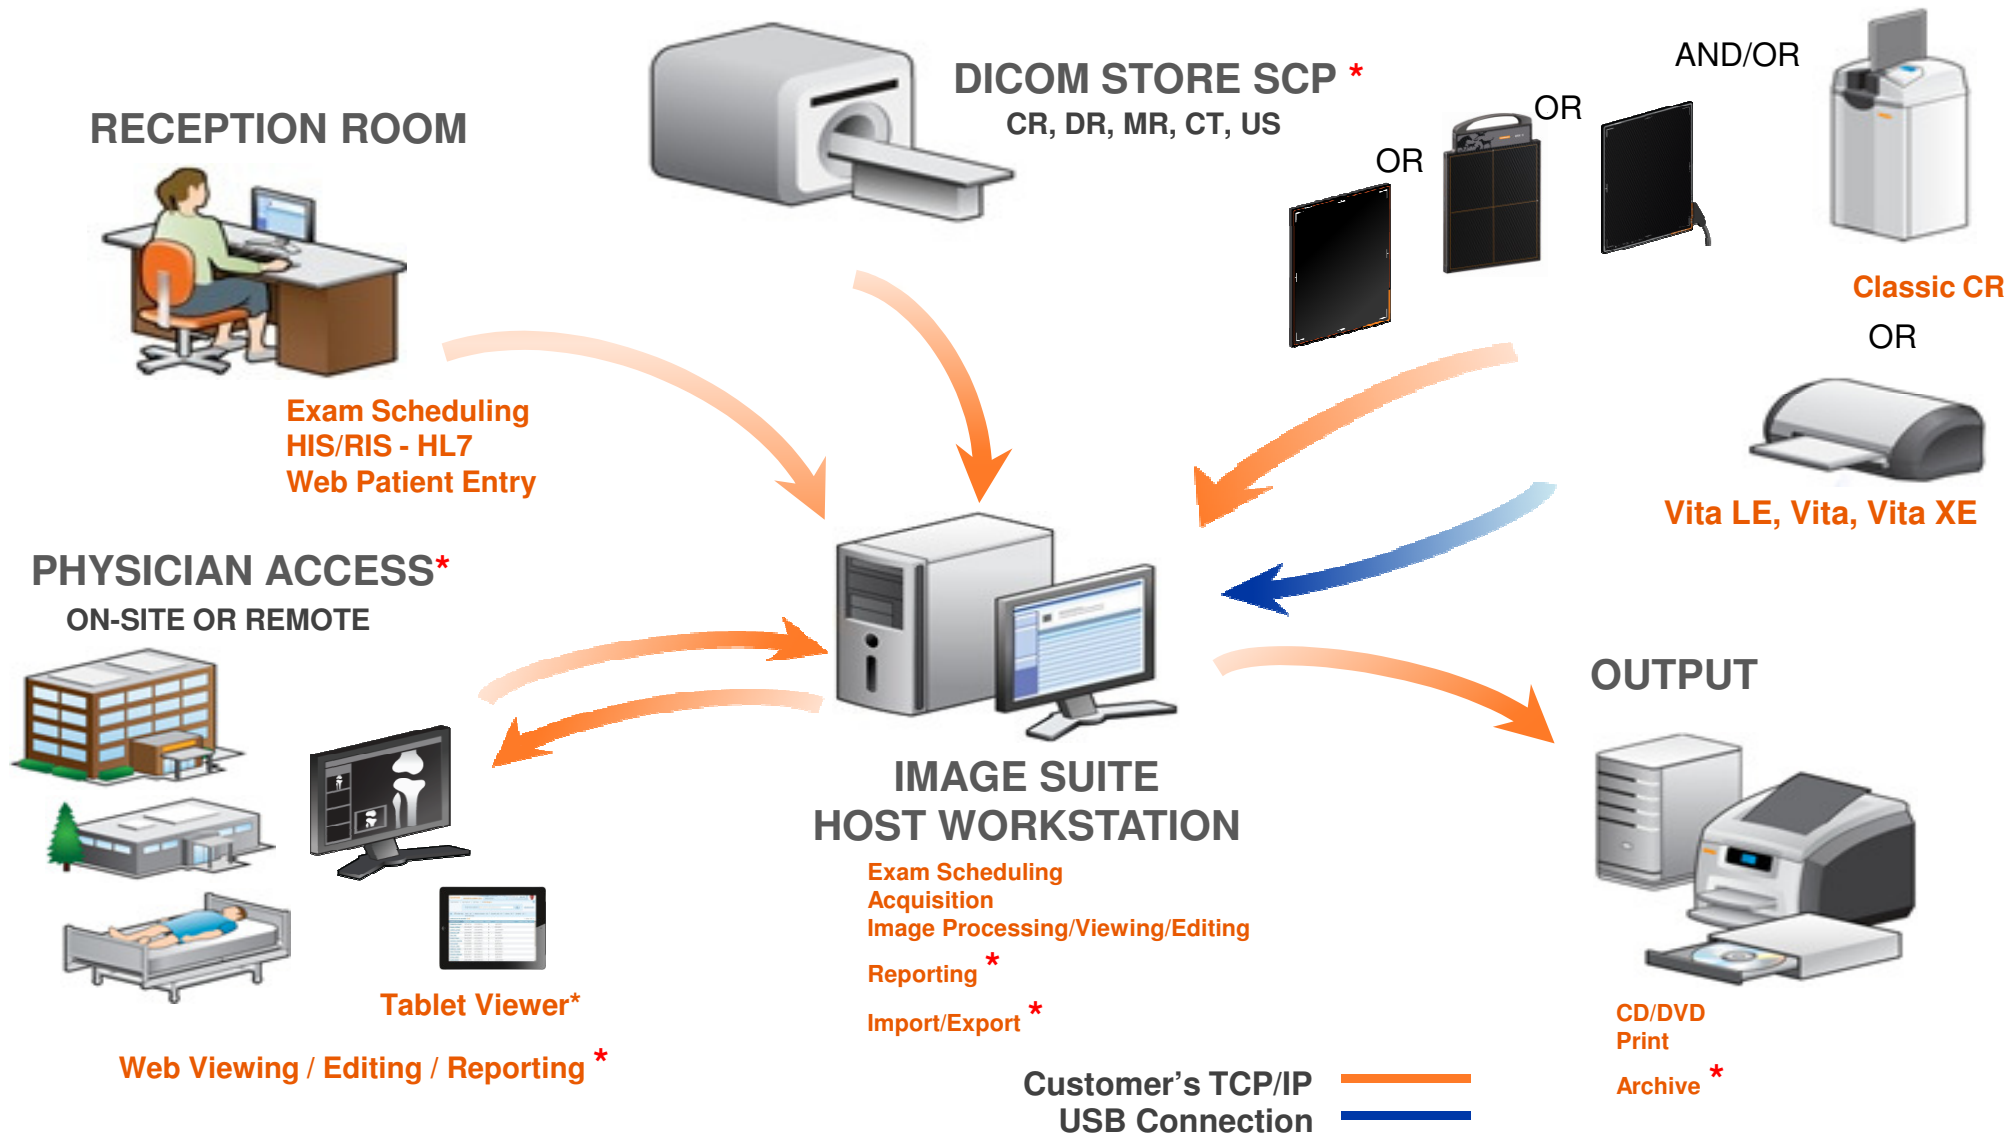 RECEPTION ROOM
Exam Scheduling
HIS/RIS - HL7
Web Patient Entry
DICOM STORE SCP *
CR, DR, MR, CT, US
OR
OR
AND/OR
Classic CR
OR
Vita LE, Vita, Vita XE
PHYSICIAN ACCESS*
ON-SITE OR REMOTE
Tablet Viewer*
Web Viewing / Editing / Reporting *
IMAGE SUITE
HOST WORKSTATION
Exam Scheduling
Acquisition
Image Processing/Viewing/Editing
Reporting *
Import/Export *
OUTPUT
CD/DVD
Print
Archive *
Customer’s TCP/IP
USB Connection